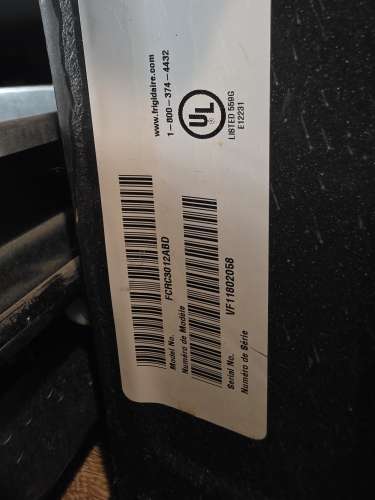 www.frigidaire.com
1-800-374-4432
UL
LISTED 559G
E12231
FCRC3012ABD
Model No.
Numéro de Modèle
VF11802058
Serial No.
Numéro de Série